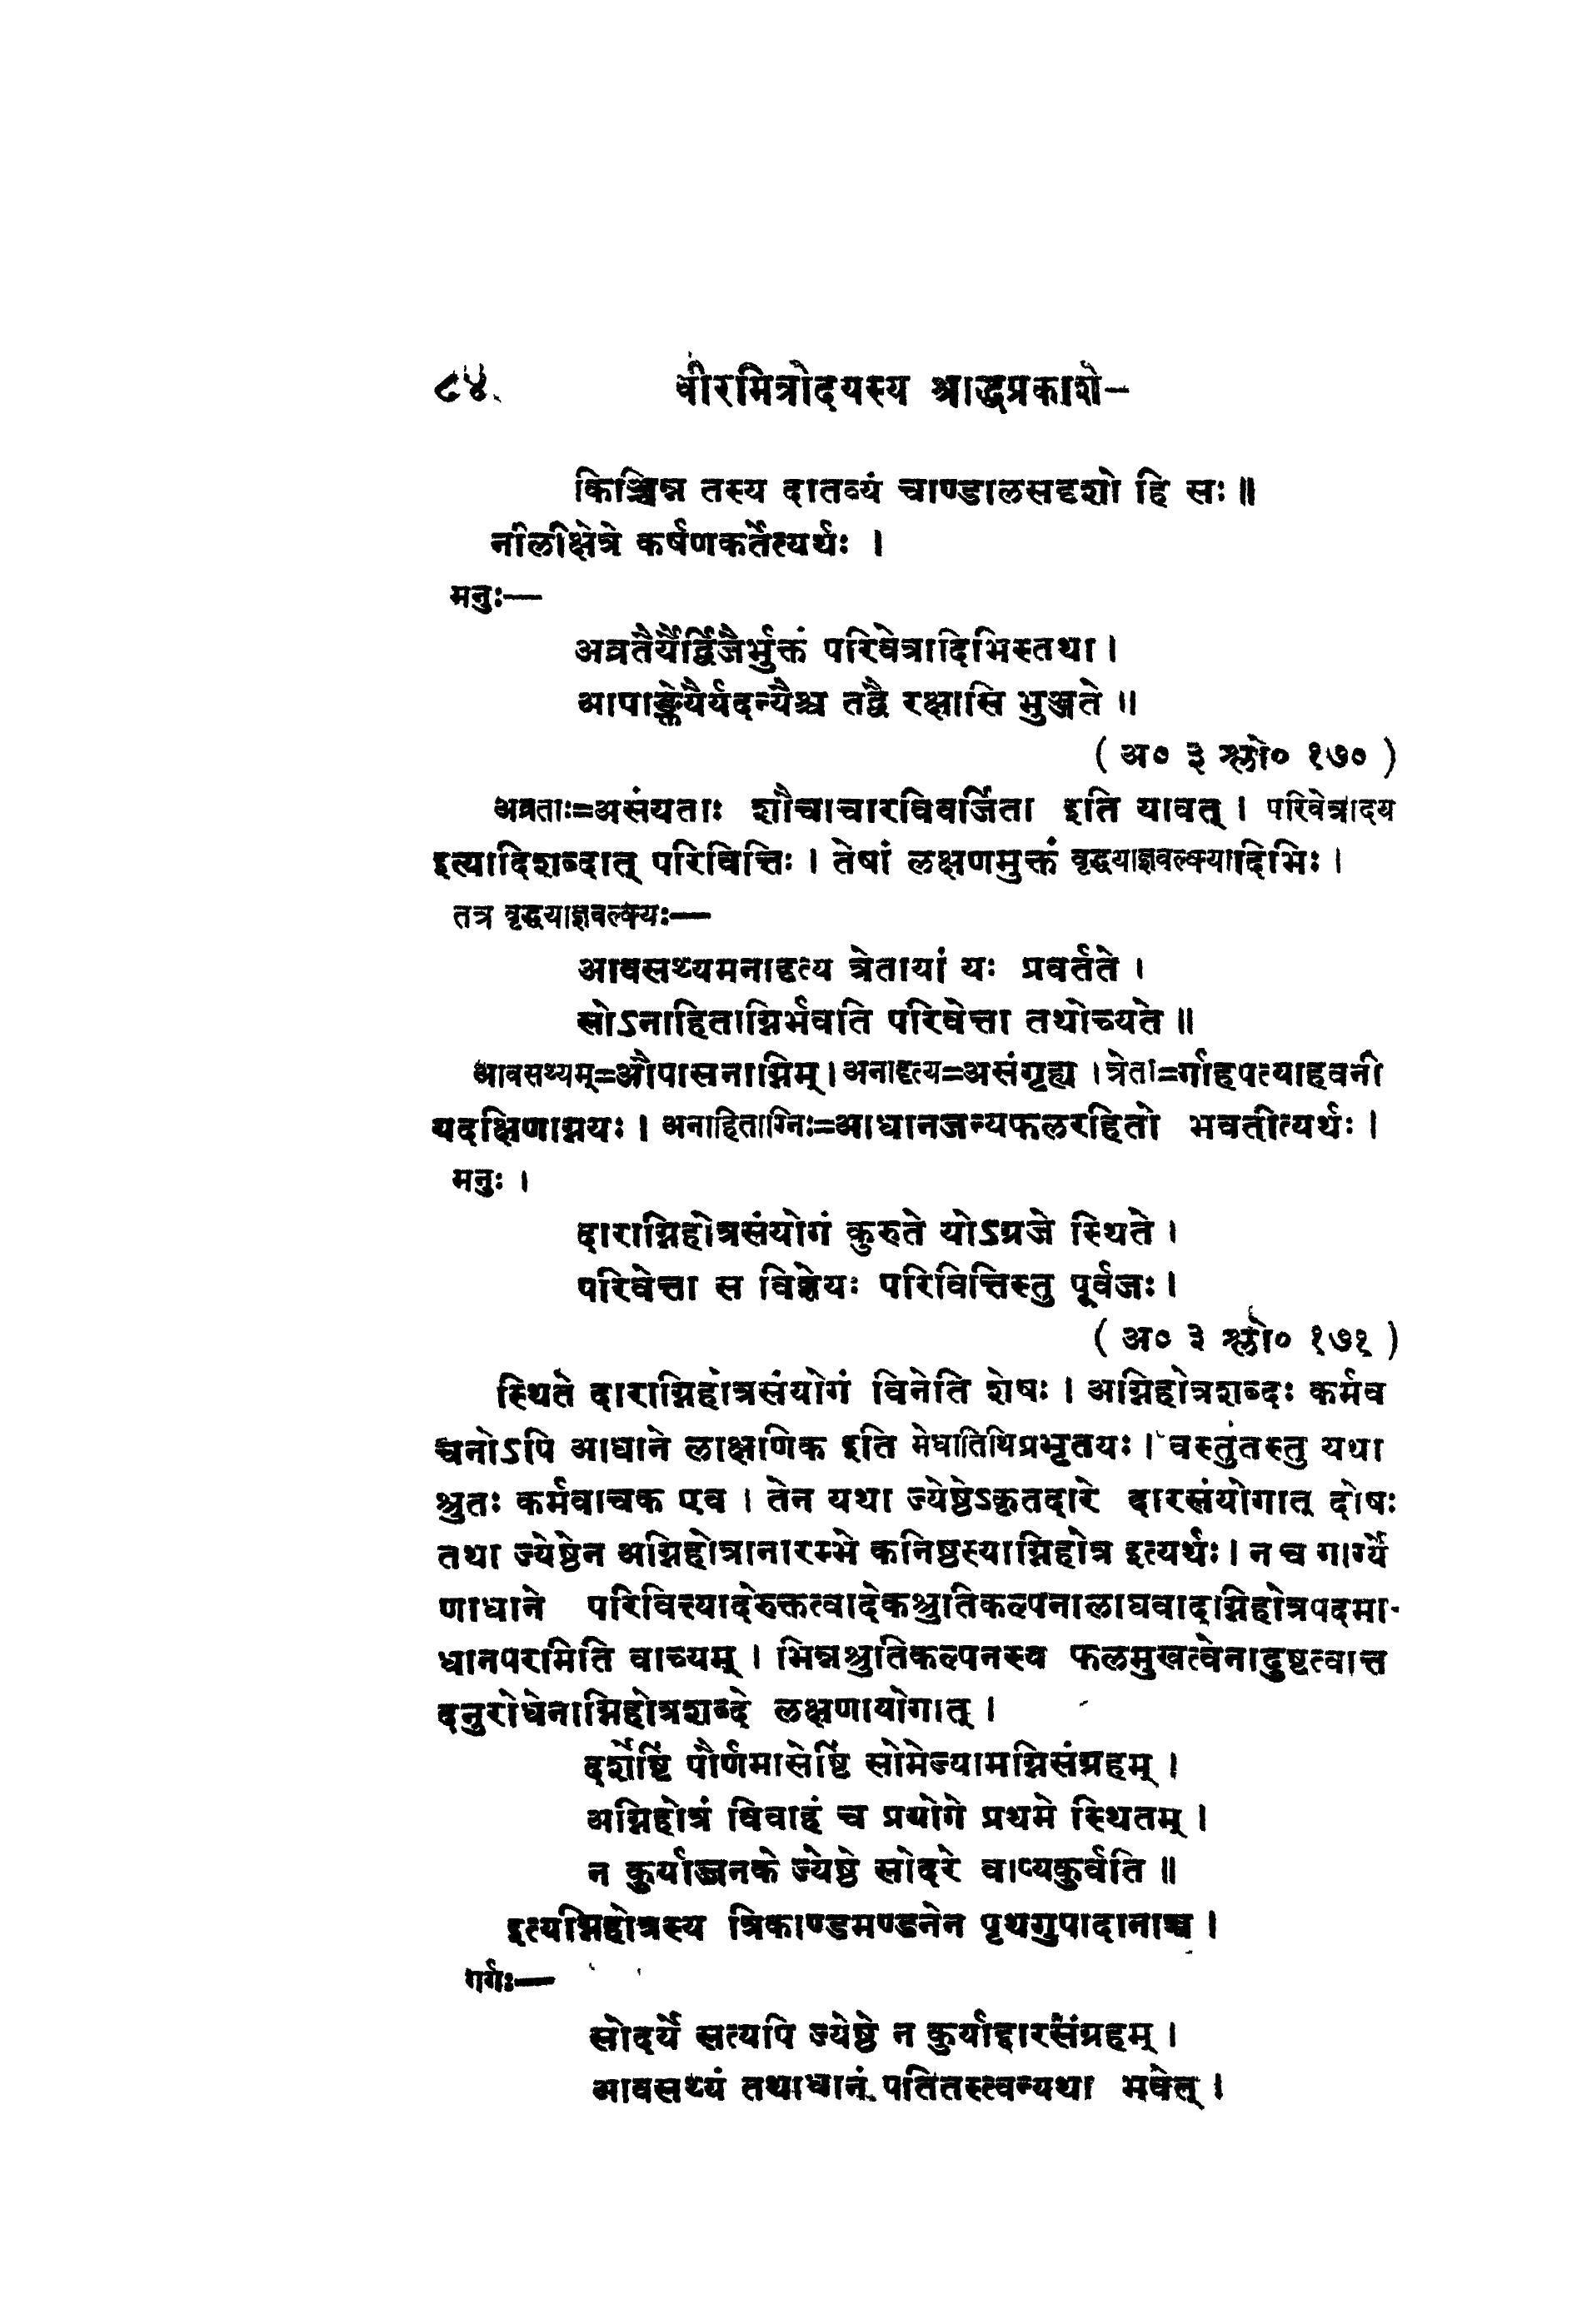 ८४ वीरमित्रोदयस्य श्राद्धप्रकाशे-
किञ्चिन्न तस्य दातव्यं चाण्डालसदृशो हि सः ॥
नीलीक्षेत्रे कर्षणकर्तेत्यर्थः ।
मनुः—
अव्रतैर्यैर्द्विजैर्भुक्तं परिवेत्रादिभिस्तथा ।
आपाङ्क्तेयैर्यदन्यैश्च तद्वै रक्षासि भुञ्जते ॥
( अ० ३ श्लो० १७० )
अव्रताः=असंयताः शौचाचारविवर्जिता इति यावत् । परिवेत्रादय
इत्यादिशब्दात् परिवित्तिः । तेषां लक्षणमुक्तं वृद्धयाज्ञवल्क्यादिभिः ।
तत्र वृद्धयाज्ञवल्क्यः—
आवसथ्यमनादृत्य त्रेतायां यः प्रवर्तते ।
सोऽनाहिताग्निर्भवति परिवेत्ता तथोच्यते ॥
आवसथ्यम्=औपासनाग्निम् । अनादृत्य=असंगृह्य । त्रेता=र्गाहपत्याहवनी
यदक्षिणाग्नयः । अनाहिताग्निः=आधानजन्यफलरहितो भवतीत्यर्थः ।
मनुः ।
दाराग्निहोत्रसंयोगं कुरुते योऽग्रजे स्थिते ।
परिवेत्ता स विज्ञेयः परिवित्तिस्तु पूर्वजः ।
( अ० ३ श्लो० १७१ )
स्थिते दाराग्निहोत्रसंयोगं विनेति शेषः । अग्निहोत्रशब्दः कर्मव
चनोऽपि आधाने लाक्षणिक इति मेधातिथिप्रभृतयः । वस्तुतस्तु यथा
श्रुतः कर्मवाचक एव । तेन यथा ज्येष्ठेऽकृतदारे दारसंयोगात् दोषः
तथा ज्येष्ठेन अग्निहोत्रानारम्भे कनिष्ठस्याग्निहोत्र इत्यर्थः । न च गार्ग्ये
णाधाने परिवित्त्यादेरुक्तत्वादेकश्रुतिकल्पनालाघवादग्निहोत्रपदमा-
धानपरमिति वाच्यम् । भिन्नश्रुतिकल्पनस्य फलमुखत्वेनादुष्टत्वात्त
दनुरोधेनाग्निहोत्रशब्दे लक्षणायोगात् ।
दर्शेष्टिं पौर्णमासेष्टिं सोमेज्यामग्निसंग्रहम् ।
अग्निहोत्रं विवाहं च प्रयोगे प्रथमे स्थितम् ।
न कुर्याज्जनके ज्येष्ठे सोदरे वाप्यकुर्वति ॥
इत्यग्निहोत्रस्य त्रिकाण्डमण्डनेन पृथगुपादानाच्च ।
गर्गः—
सोदर्ये सत्यपि ज्येष्ठे न कुर्याद्दारसंग्रहम् ।
आवसथ्यं तथाधानं पतितस्त्वन्यथा भवेत् ।